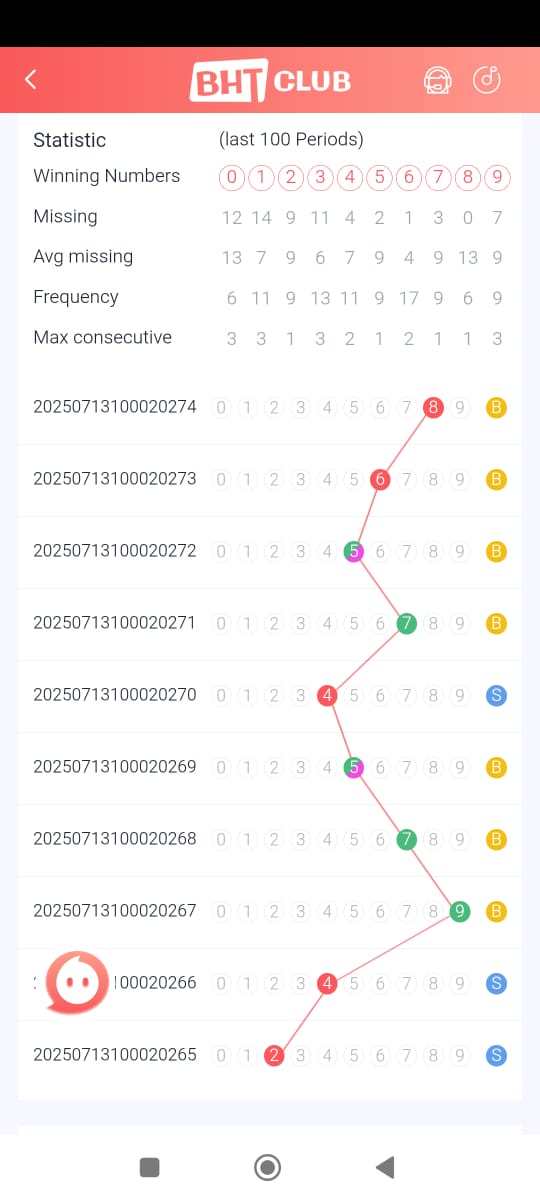 BHT CLUB
Statistic (last 100 Periods)
Winning Numbers 0 1 2 3 4 5 6 7 8 9
Missing 12 14 9 11 4 2 1 3 0 7
Avg missing 13 7 9 6 7 9 4 9 13 9
Frequency 6 11 9 13 11 9 17 9 6 9
Max consecutive 3 3 1 3 2 1 2 1 1 3
20250713100020274 0 1 2 3 4 5 6 7 8 9 B
20250713100020273 0 1 2 3 4 5 6 7 8 9 B
20250713100020272 0 1 2 3 4 5 6 7 8 9 B
20250713100020271 0 1 2 3 4 5 6 7 8 9 B
20250713100020270 0 1 2 3 4 5 6 7 8 9 S
20250713100020269 0 1 2 3 4 5 6 7 8 9 B
20250713100020268 0 1 2 3 4 5 6 7 8 9 B
20250713100020267 0 1 2 3 4 5 6 7 8 9 B
100020266 0 1 2 3 4 5 6 7 8 9 S
20250713100020265 0 1 2 3 4 5 6 7 8 9 S